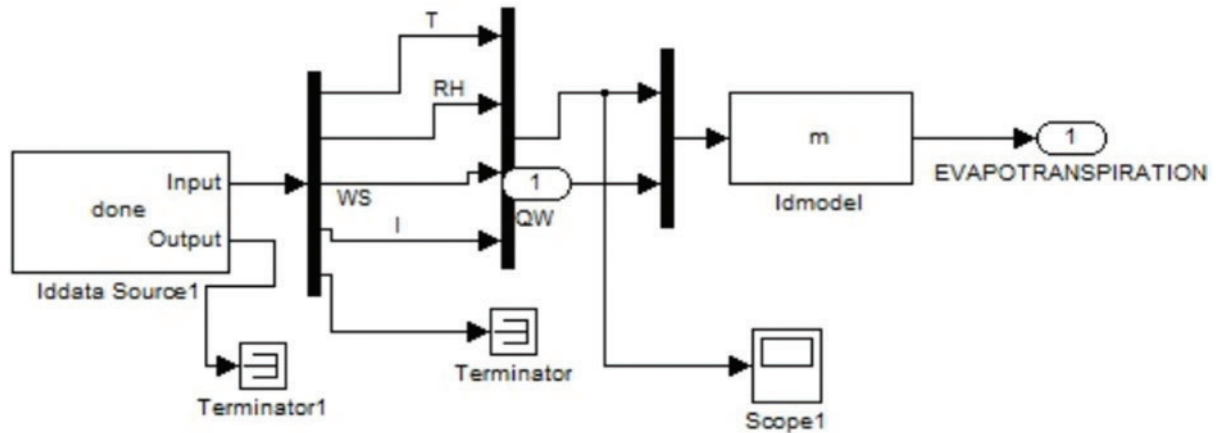 T
RH
WS
I
Input
done
Output
Iddata Source1
Terminator1
Terminator
1
QW
m
Idmodel
1
EVAPOTRANSPIRATION
Scope1